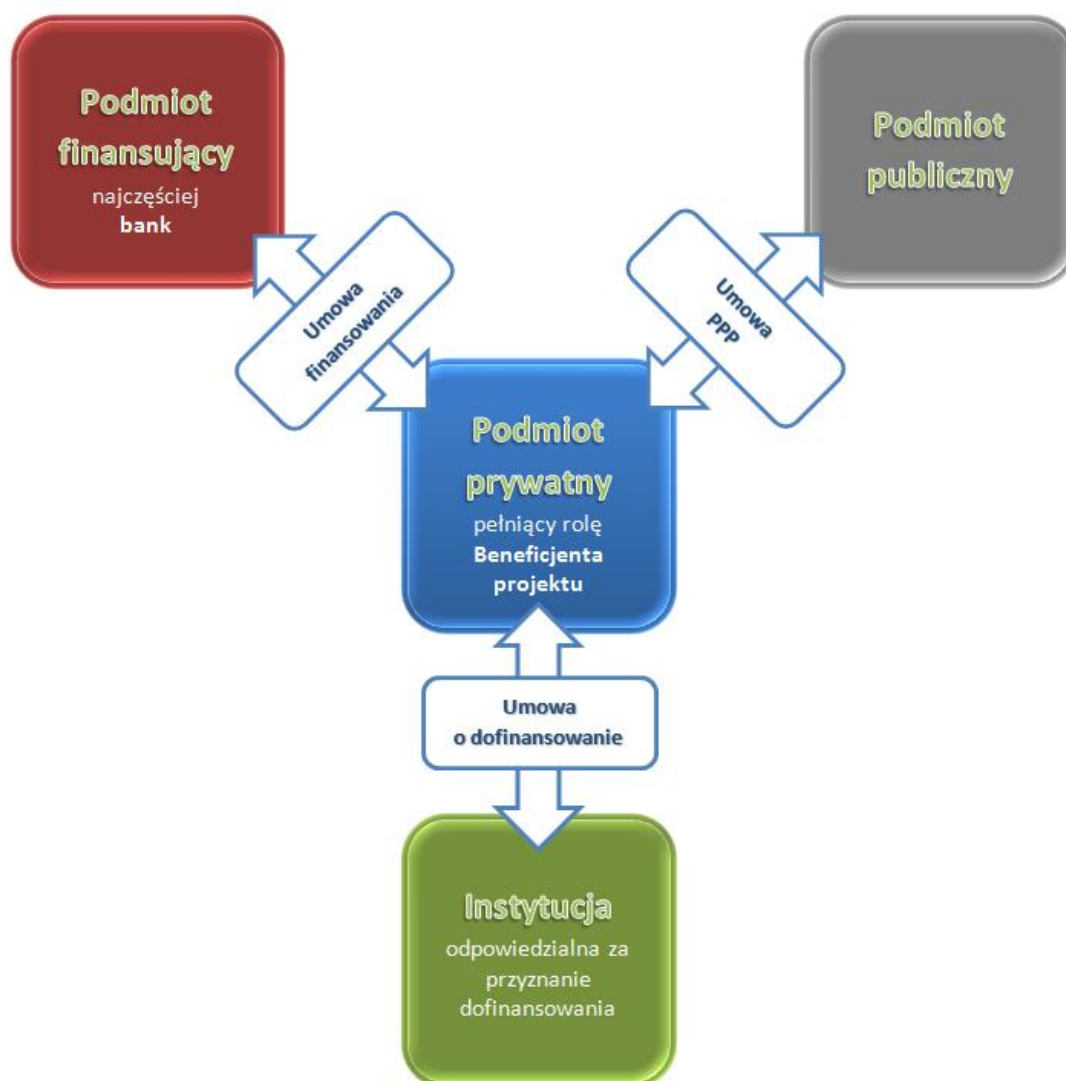 Podmiot
finansujący
najczęściej
bank
Podmiot
publiczny
Umowa
finansowania
Umowa
PPP
Podmiot
prywatny
pełniący rolę
Beneficjenta
projektu
Umowa
o dofinansowanie
Instytucja
odpowiedzialna za
przyznanie
dofinansowania